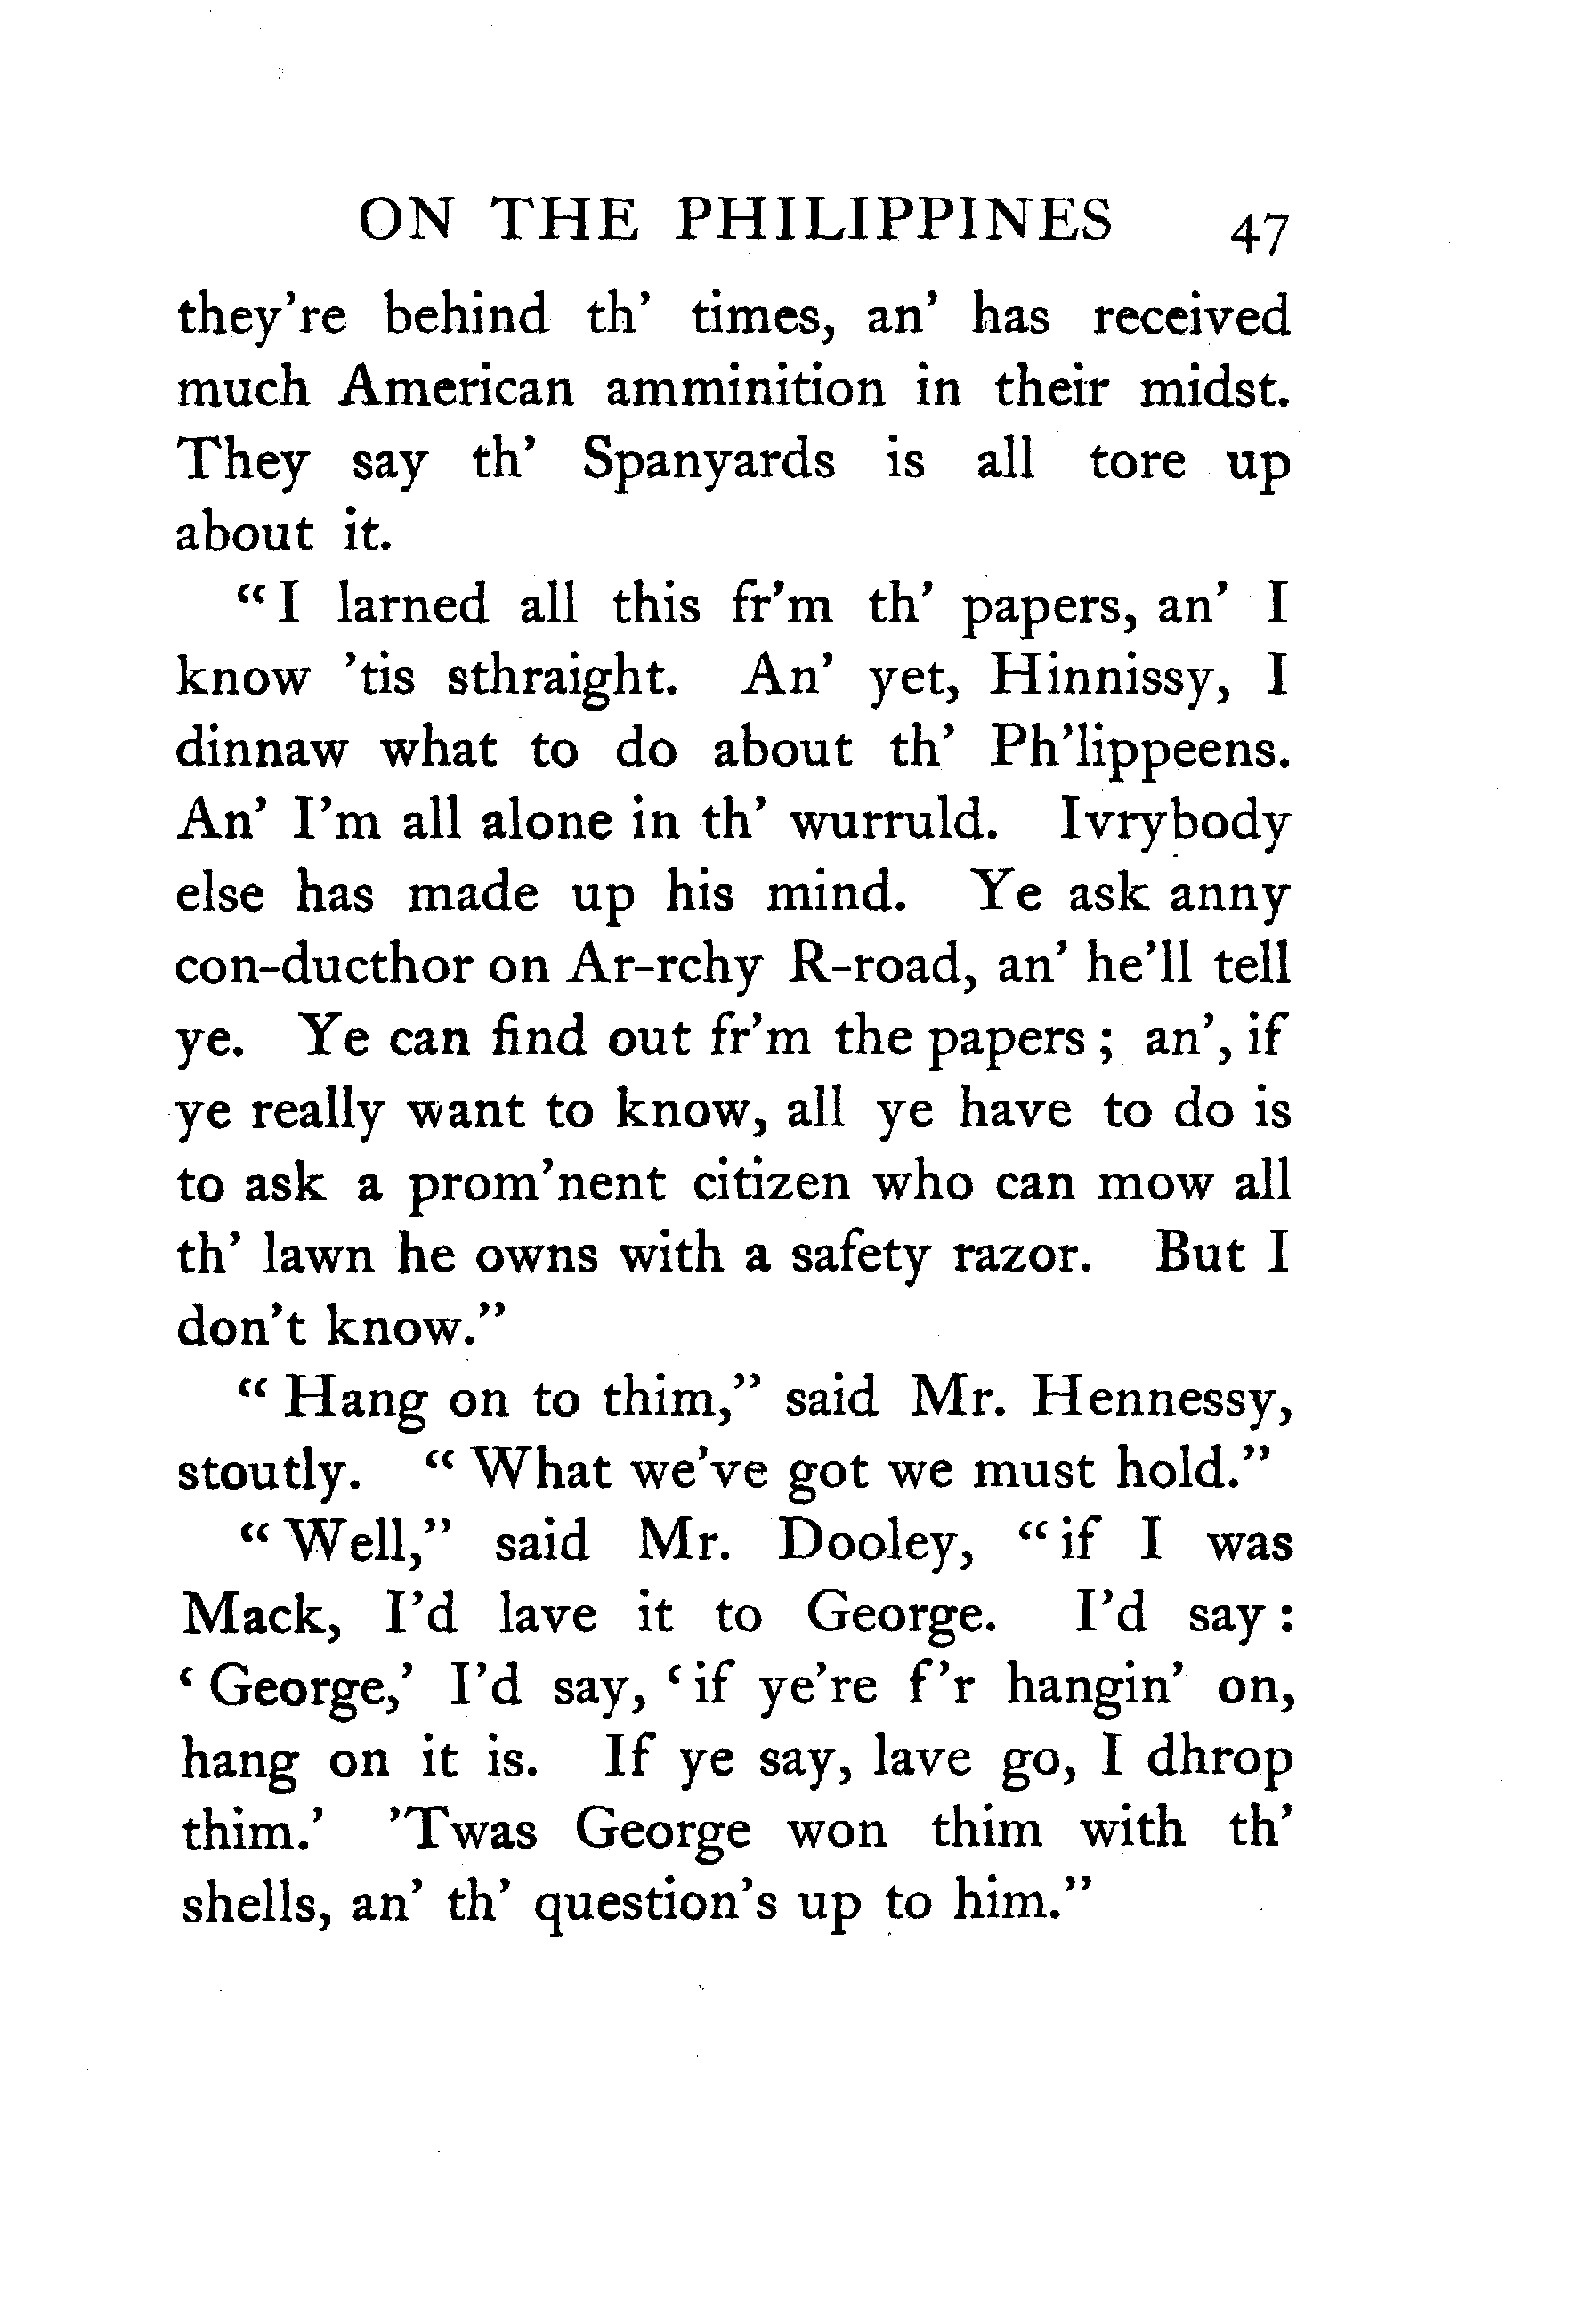 ON THE PHILIPPINES 47
they're behind th' times, an' has received
much American amminition in their midst.
They say th' Spanyards is all tore up
about it.
"I larned all this fr'm th' papers, an' I
know 'tis sthraight. An' yet, Hinnissy, I
dinnaw what to do about th' Ph'lippeens.
An' I'm all alone in th' wurruld. Ivrybody
else has made up his mind. Ye ask anny
con-ducthor on Ar-rchy R-road, an' he'll tell
ye. Ye can find out fr'm the papers; an', if
ye really want to know, all ye have to do is
to ask a prom'nent citizen who can mow all
th' lawn he owns with a safety razor. But I
don't know."
"Hang on to thim," said Mr. Hennessy,
stoutly. "What we've got we must hold."
"Well," said Mr. Dooley, "if I was
Mack, I'd lave it to George. I'd say:
'George,' I'd say, 'if ye're f'r hangin' on,
hang on it is. If ye say, lave go, I dhrop
thim.' 'Twas George won thim with th'
shells, an' th' question's up to him."